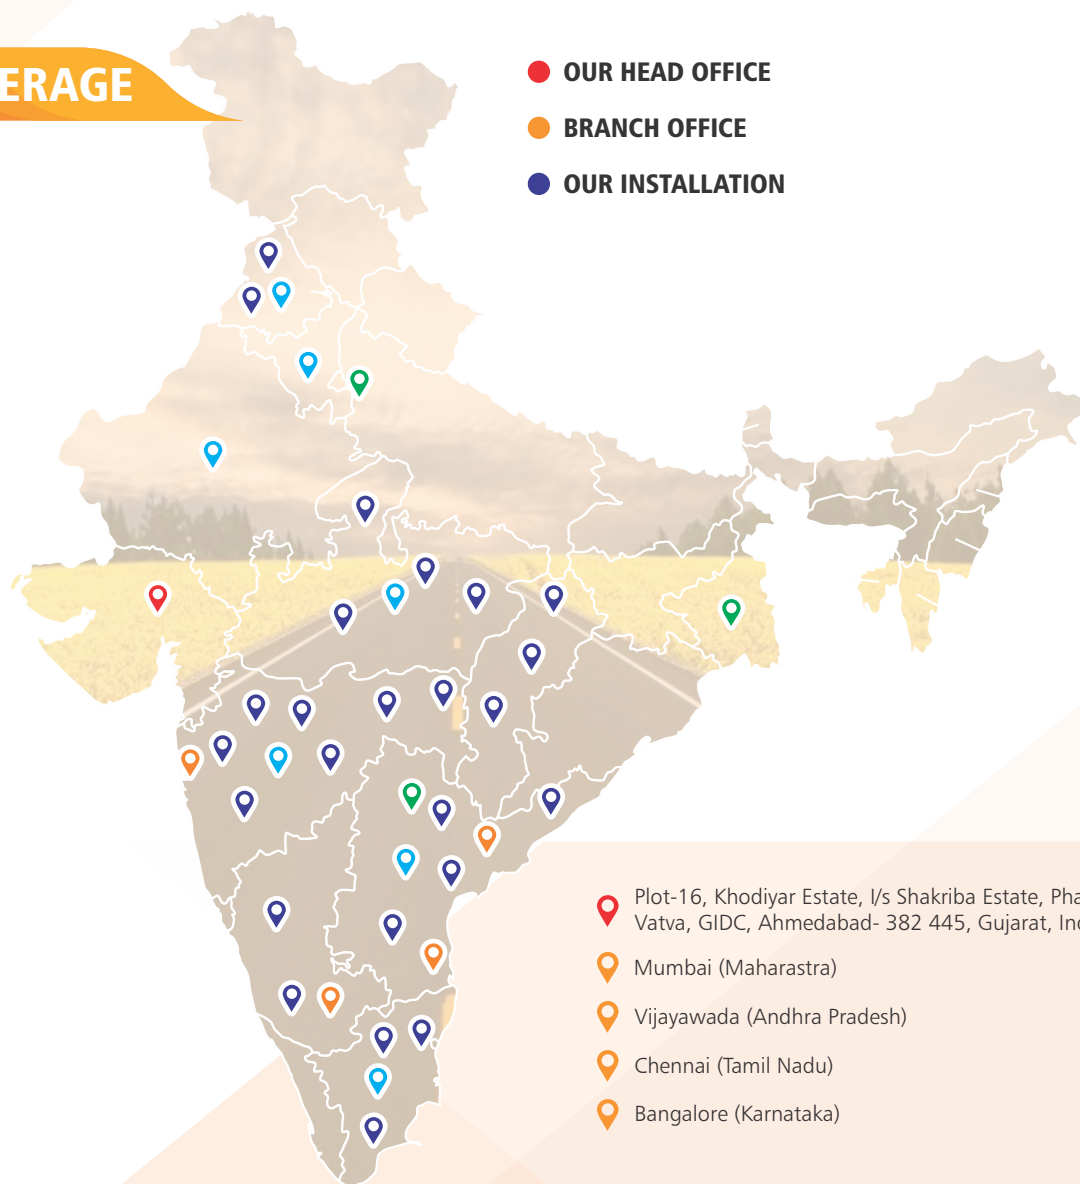 ERAGE
OUR HEAD OFFICE
BRANCH OFFICE
OUR INSTALLATION
Plot-16, Khodiyar Estate, I/s Shakriba Estate,
Vatva, GIDC, Ahmedabad- 382 445, Gujarat,
Mumbai (Maharastra)
Vijayawada (Andhra Pradesh)
Chennai (Tamil Nadu)
Bangalore (Karnataka)